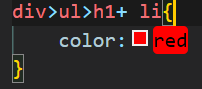 div>ul>h1+ li{
color: red
}